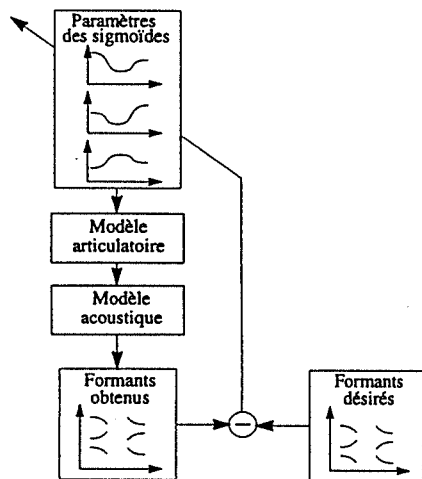 Paramètres
des sigmoïdes
Modèle
articulatoire
Modèle
acoustique
Formants
obtenus
Formants
désirés